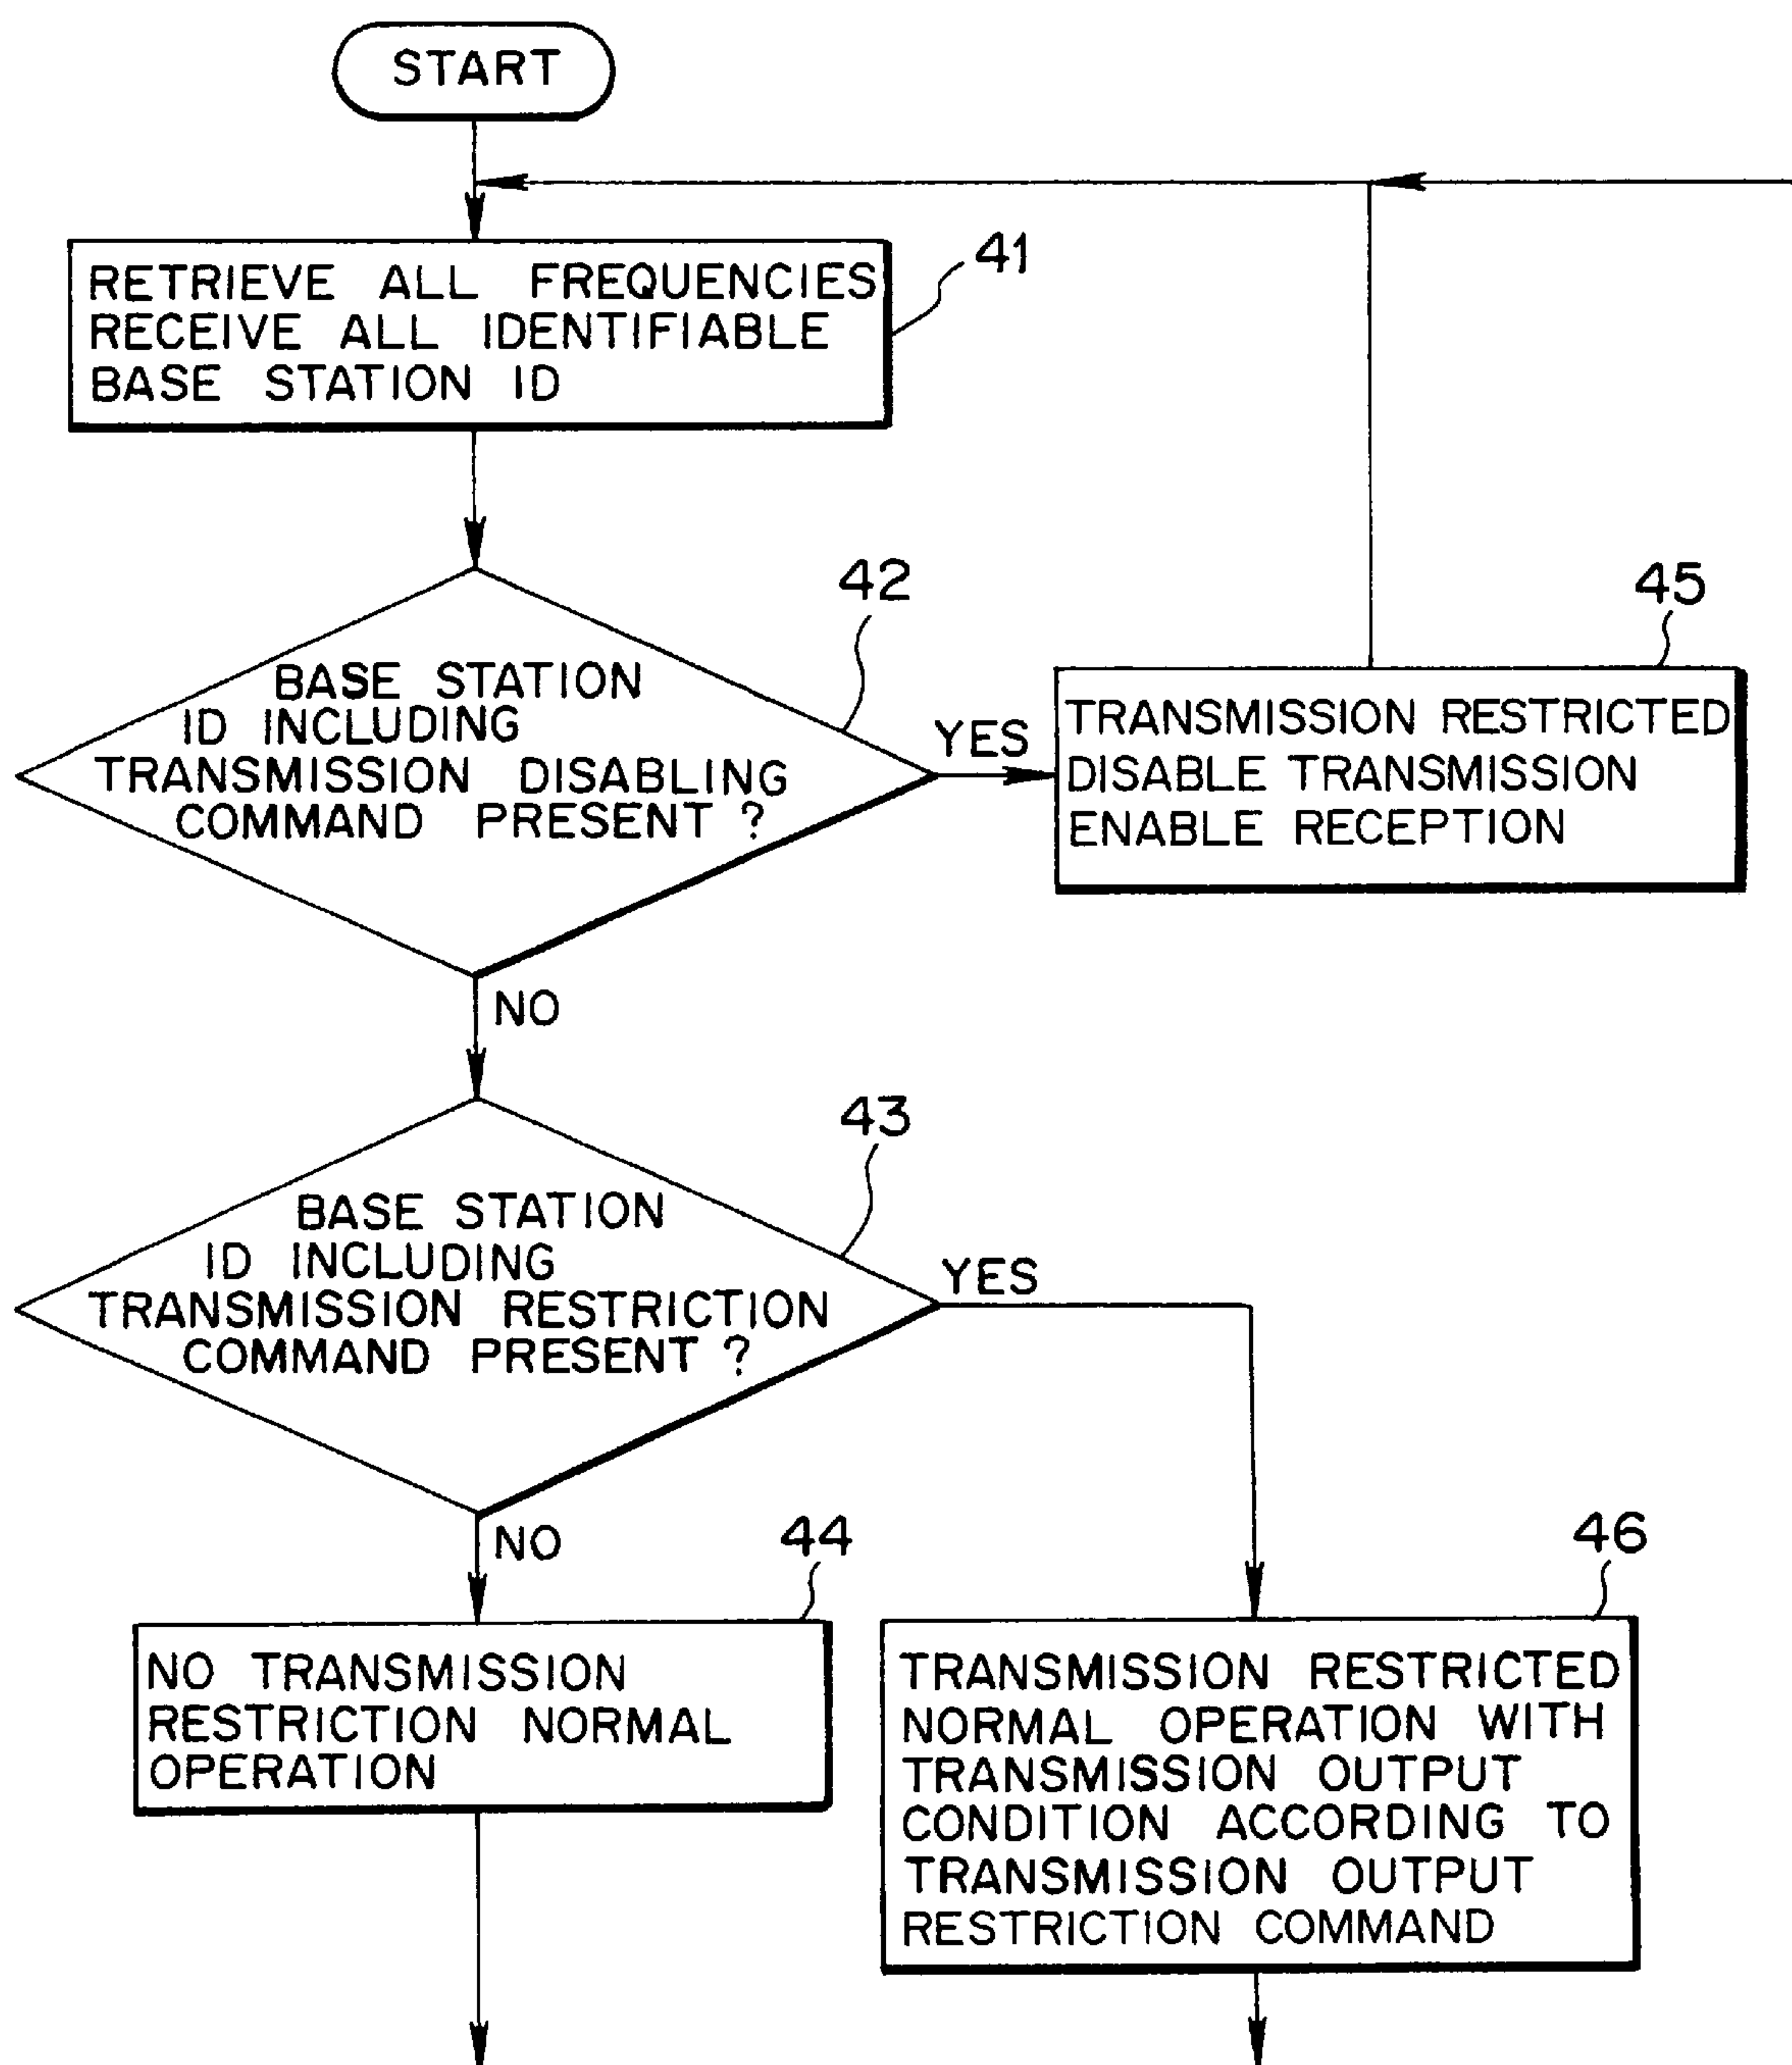 START
41
RETRIEVE ALL FREQUENCIES
RECEIVE ALL IDENTIFIABLE
BASE STATION ID
42
BASE STATION
ID INCLUDING
TRANSMISSION DISABLING
COMMAND PRESENT ?
YES
45
TRANSMISSION RESTRICTED
DISABLE TRANSMISSION
ENABLE RECEPTION
NO
43
BASE STATION
ID INCLUDING
TRANSMISSION RESTRICTION
COMMAND PRESENT ?
YES
NO
44
NO TRANSMISSION
RESTRICTION NORMAL
OPERATION
46
TRANSMISSION RESTRICTED
NORMAL OPERATION WITH
TRANSMISSION OUTPUT
CONDITION ACCORDING TO
TRANSMISSION OUTPUT
RESTRICTION COMMAND